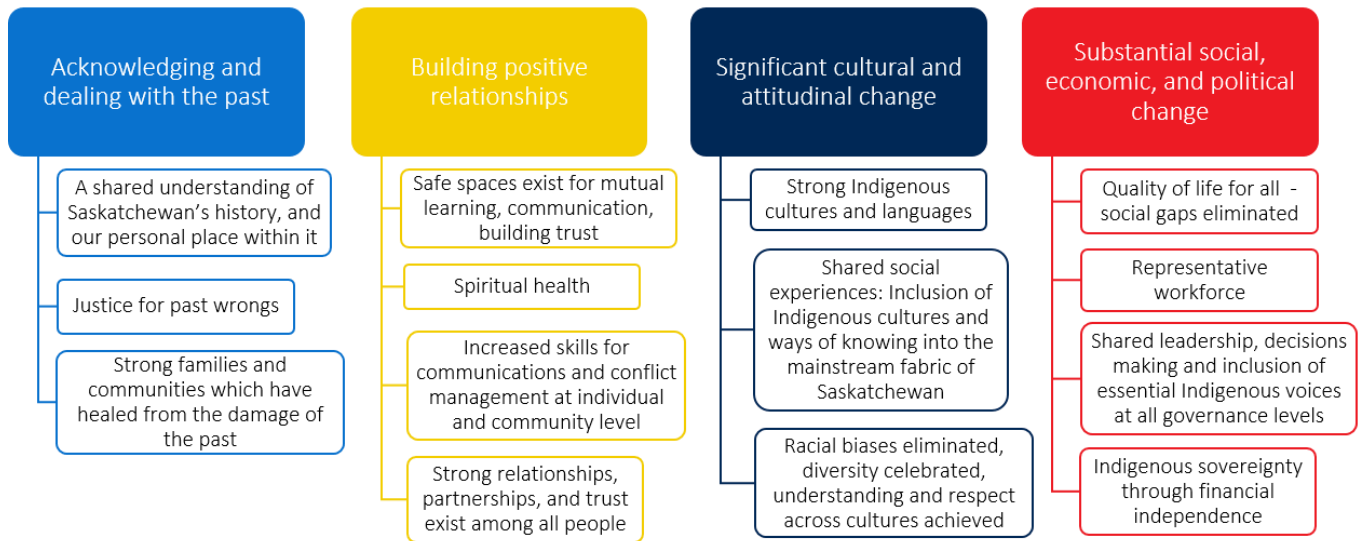 Acknowledging and
dealing with the past
A shared understanding of
Saskatchewan's history, and
our personal place within it
Justice for past wrongs
Strong families and
communities which have
healed from the damage of
the past
Building positive
relationships
Safe spaces exist for mutual
learning, communication,
building trust
Spiritual health
Increased skills for
communications and conflict
management at individual
and community level
Strong relationships,
partnerships, and trust
exist among all people
Significant cultural and
attitudinal change
Strong Indigenous
cultures and languages
Shared social
experiences: Inclusion of
Indigenous cultures and
ways of knowing into the
mainstream fabric of
Saskatchewan
Racial biases eliminated,
diversity celebrated,
understanding and respect
across cultures achieved
Substantial social,
economic, and political
change
Quality of life for all -
social gaps eliminated
Representative
workforce
Shared leadership, decisions
making and inclusion of
essential Indigenous voices
at all governance levels
Indigenous sovereignty
through financial
independence